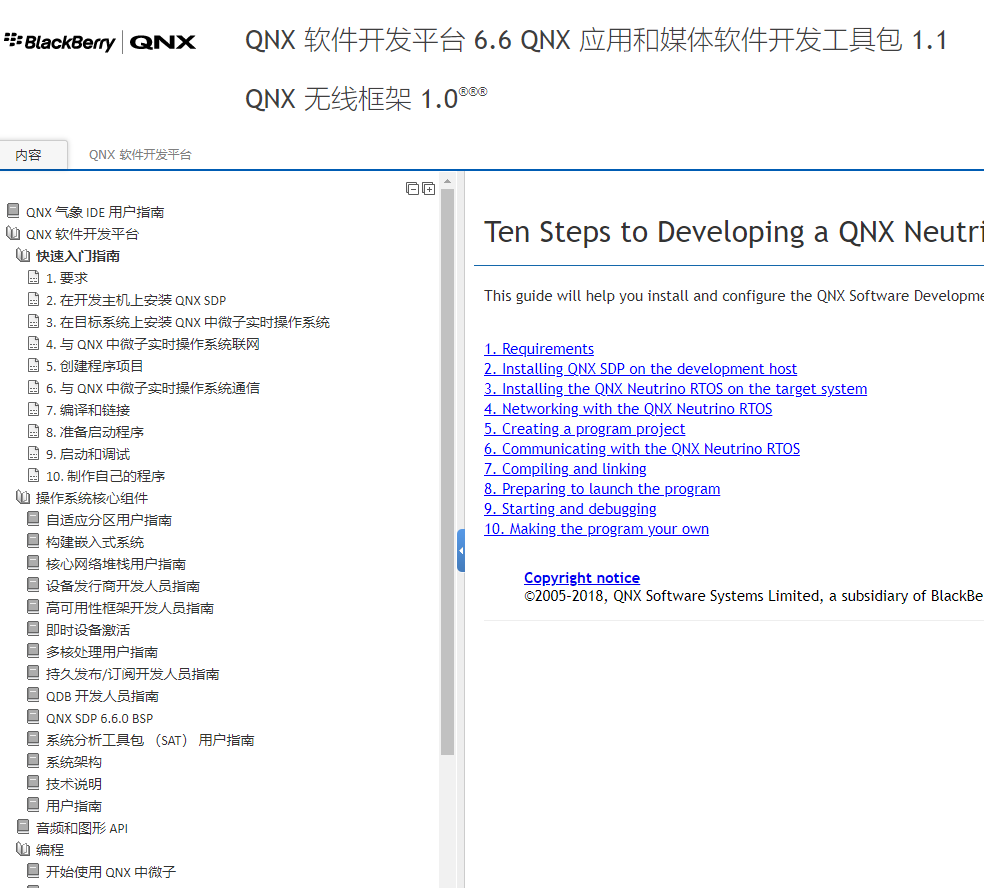 BlackBerry | QNX
QNX 软件开发平台 6.6 QNX 应用和媒体软件开发工具包 1.1
QNX 无线框架 1.0®®®
内容
QNX 软件开发平台
QNX 气象 IDE 用户指南
QNX 软件开发平台
快速入门指南
1. 要求
2. 在开发主机上安装 QNX SDP
3. 在目标系统上安装 QNX 中微子实时操作系统
4. 与 QNX 中微子实时操作系统联网
5. 创建程序项目
6. 与 QNX 中微子实时操作系统通信
7. 编译和链接
8. 准备启动程序
9. 启动和调试
10. 制作自己的程序
操作系统核心组件
自适应分区用户指南
构建嵌入式系统
核心网络堆栈用户指南
设备发行商开发人员指南
高可用性框架开发人员指南
即时设备激活
多核处理用户指南
持久发布/订阅开发人员指南
QDB 开发人员指南
QNX SDP 6.6.0 BSP
系统分析工具包 （SAT） 用户指南
系统架构
技术说明
用户指南
音频和图形 API
编程
开始使用 QNX 中微子
Ten Steps to Developing a QNX Neutri
This guide will help you install and configure the QNX Software Developme
1. Requirements
2. Installing QNX SDP on the development host
3. Installing the QNX Neutrino RTOS on the target system
4. Networking with the QNX Neutrino RTOS
5. Creating a program project
6. Communicating with the QNX Neutrino RTOS
7. Compiling and linking
8. Preparing to launch the program
9. Starting and debugging
10. Making the program your own
Copyright notice
©2005-2018, QNX Software Systems Limited, a subsidiary of BlackBe